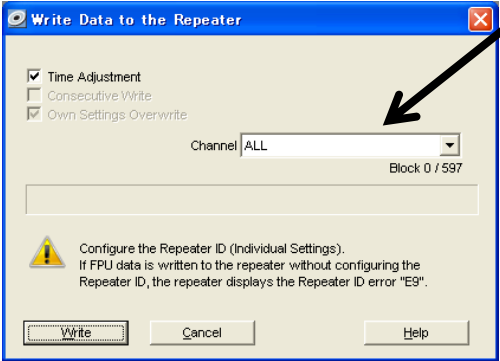 Write Data to the Repeater
Time Adjustment
Consecutive Write
Own Settings Overwrite
Channel ALL
Block 0 / 597
Configure the Repeater ID (Individual Settings).
If FPU data is written to the repeater without configuring the
Repeater ID, the repeater displays the Repeater ID error "E9".
Write Cancel Help